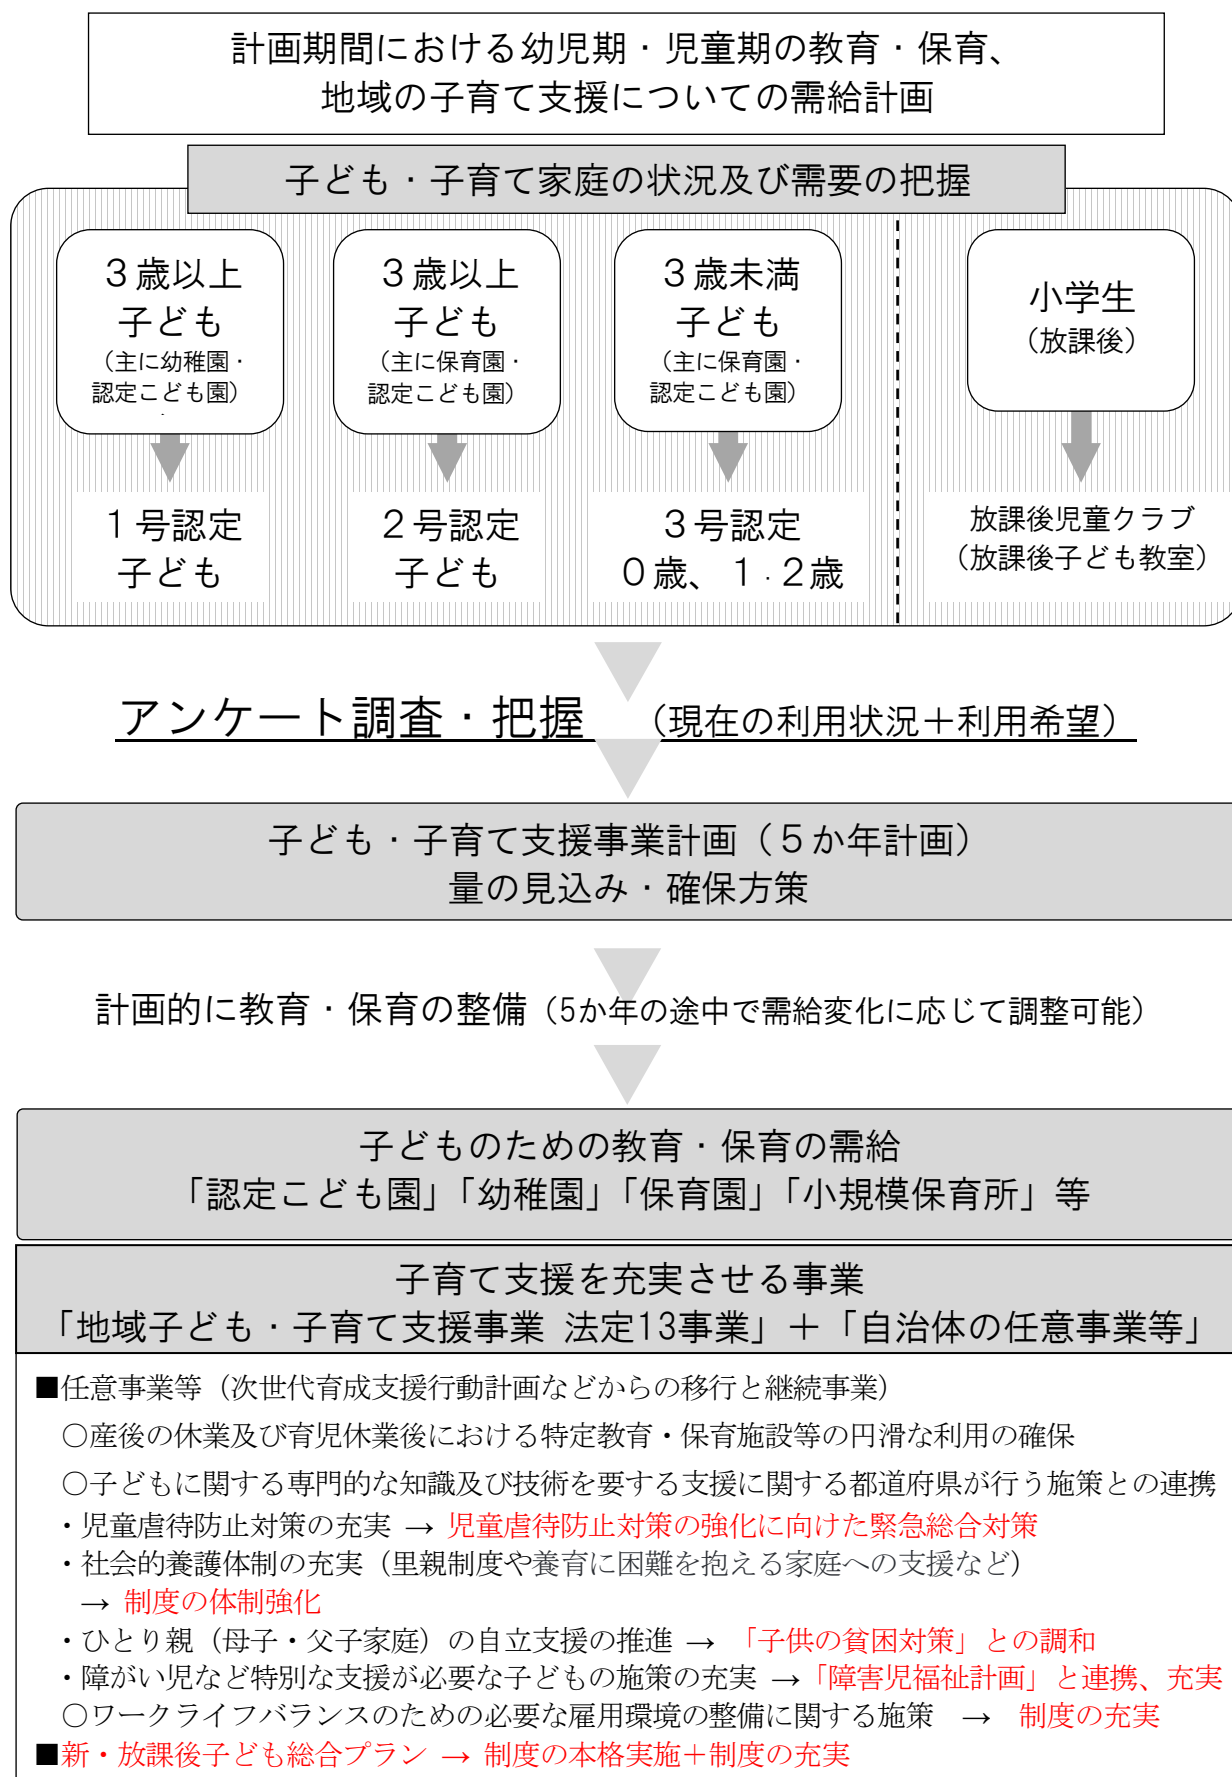 計画期間における幼児期・児童期の教育・保育、
地域の子育て支援についての需給計画
子ども・子育て家庭の状況及び需要の把握
３歳以上
子ども
（主に幼稚園・
認定こども園）
３歳以上
子ども
（主に保育園・
認定こども園）
３歳未満
子ども
（主に保育園・
認定こども園）
小学生
（放課後）
１号認定
子ども
２号認定
子ども
３号認定
０歳、１・２歳
放課後児童クラブ
（放課後子ども教室）
アンケート調査・把握　（現在の利用状況＋利用希望）
子ども・子育て支援事業計画（５か年計画）
量の見込み・確保方策
計画的に教育・保育の整備（5か年の途中で需給変化に応じて調整可能）
子どものための教育・保育の需給
「認定こども園」「幼稚園」「保育園」「小規模保育所」等
子育て支援を充実させる事業
「地域子ども・子育て支援事業 法定13事業」＋「自治体の任意事業等」
■任意事業等（次世代育成支援行動計画などからの移行と継続事業）
○産後の休業及び育児休業後における特定教育・保育施設等の円滑な利用の確保
○子どもに関する専門的な知識及び技術を要する支援に関する都道府県が行う施策との連携
・児童虐待防止対策の充実 → 児童虐待防止対策の強化に向けた緊急総合対策
・社会的養護体制の充実（里親制度や養育に困難を抱える家庭への支援など）
→ 制度の体制強化
・ひとり親（母子・父子家庭）の自立支援の推進 → 「子供の貧困対策」との調和
・障がい児など特別な支援が必要な子どもの施策の充実 →「障害児福祉計画」と連携、充実
○ワークライフバランスのための必要な雇用環境の整備に関する施策　→　制度の充実
■新・放課後子ども総合プラン → 制度の本格実施＋制度の充実